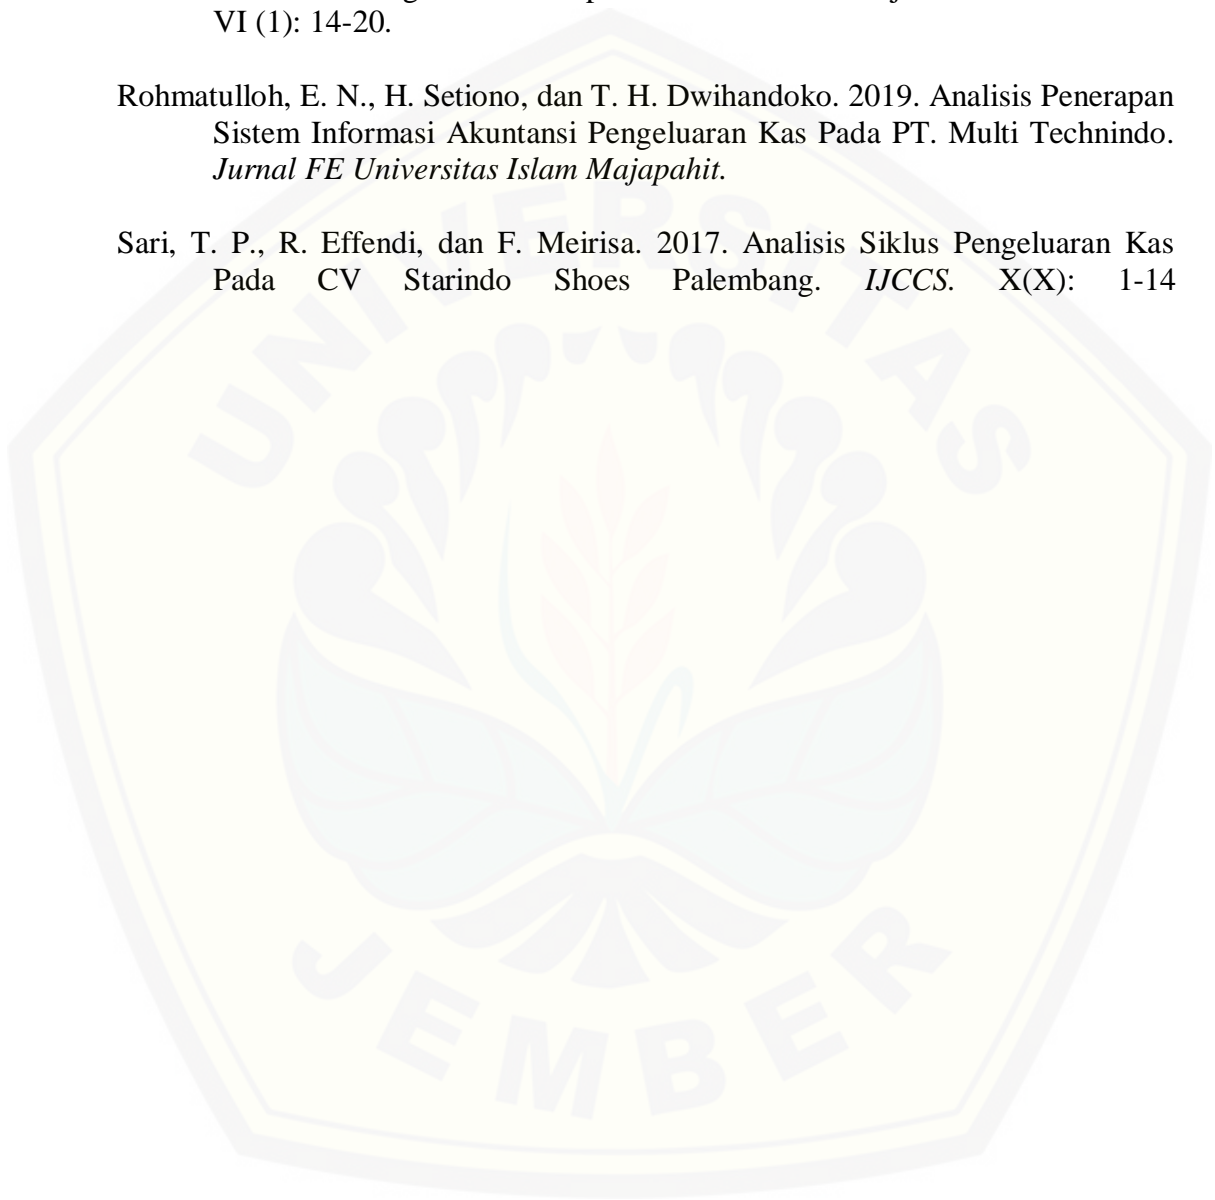 VI (1): 14-20.
Rohmatulloh, E. N., H. Setiono, dan T. H. Dwihandoko. 2019. Analisis Penerapan
Sistem Informasi Akuntansi Pengeluaran Kas Pada PT. Multi Technindo.
Jurnal FE Universitas Islam Majapahit.
Sari, T. P., R. Effendi, dan F. Meirisa. 2017. Analisis Siklus Pengeluaran Kas
Pada CV Starindo Shoes Palembang. IJCCS. X(X): 1-14
UNIVERSITAS
JEMBER